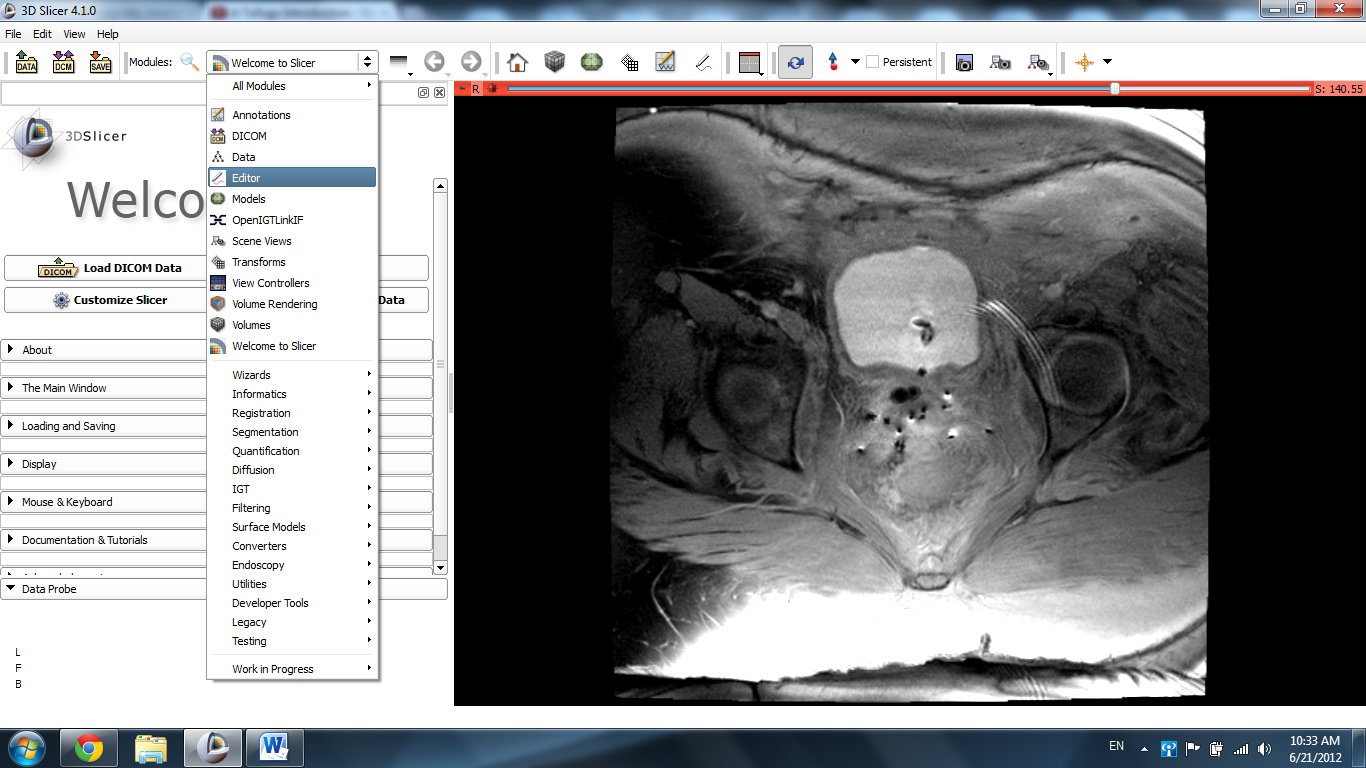 3D Slicer 4.1.0
File Edit View Help
DATA DCM SAVE Modules: Welcome to Slicer Persistent
R S: 140.55
All Modules
3DSlicer
Annotations
DICOM
DCM
Data
Welco
Editor
Models
OpenIGTLinkIF
Scene Views
Transforms
DICOM Load DICOM Data
View Controllers
Customize Slicer Data
Volume Rendering
Volumes
Welcome to Slicer
About
Wizards
The Main Window
Informatics
Registration
Loading and Saving
Segmentation
Quantification
Display
Diffusion
IGT
Mouse & Keyboard
Filtering
Surface Models
Documentation & Tutorials
Converters
Endoscopy
Data Probe
Utilities
Developer Tools
Legacy
Testing
L
F
Work in Progress
B
W
EN
10:33 AM
6/21/2012